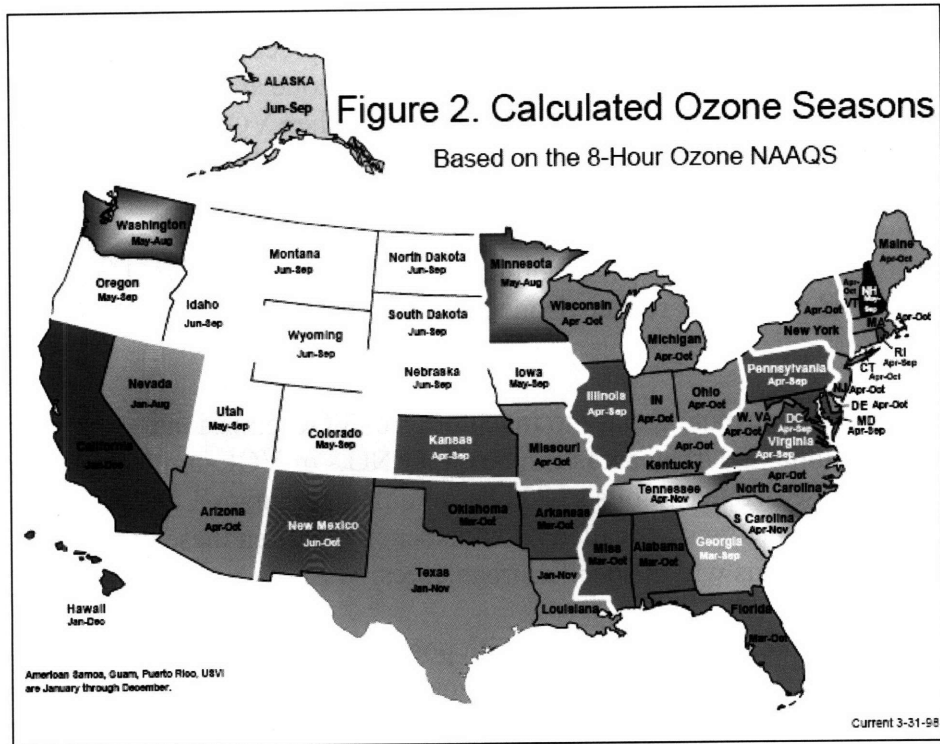 Figure 2. Calculated Ozone Seasons
Based on the 8-Hour Ozone NAAQS
ALASKA
Jun-Sep
Washington
May-Aug
Oregon
May-Sep
Idaho
Jun-Sep
Montana
Jun-Sep
North Dakota
Jun-Sep
Minnesota
May-Aug
Wyoming
Jun-Sep
South Dakota
Jun-Sep
Wisconsin
Apr -Oct
Michigan
Apr-Oct
Maine
Apr-Oct
Apr-
Oct
VT
NH
MA
Apr-Oct
New York
Apr-Oct
RI
Apr-Sep
CT
Apr-Oct
NJ
Apr-Oct
DE Apr-Oct
MD
Apr-Sep
Nevada
Jan-Aug
Utah
May-Sep
Colorado
May-Sep
Nebraska
Jun-Sep
Iowa
May-Sep
Illinois
Apr-Sep
IN
Apr-Oct
Ohio
Apr-Oct
Pennsylvania
Apr-Sep
W. VA
Apr-Oct
DC
Apr-Sep
Virginia
Apr-Sep
California
Jan-Dec
Kansas
Apr-Sep
Missouri
Apr-Oct
Apr-Oct
Kentucky
Tennessee
Apr-Nov
Apr-Oct
North Carolina
S Carolina
Apr-Nov
Arizona
Apr-Oct
New Mexico
Jun-Oct
Oklahoma
Mar-Oct
Arkansas
Mar-Oct
Miss
Mar-Oct
Alabama
Mar-Oct
Georgia
Mar-Sep
Texas
Jan-Nov
Jan-Nov
Louisiana
Florida
Mar-Oct
Hawaii
Jan-Dec
American Samoa, Guam, Puerto Rico, USVI
are January through December.
Current 3-31-98